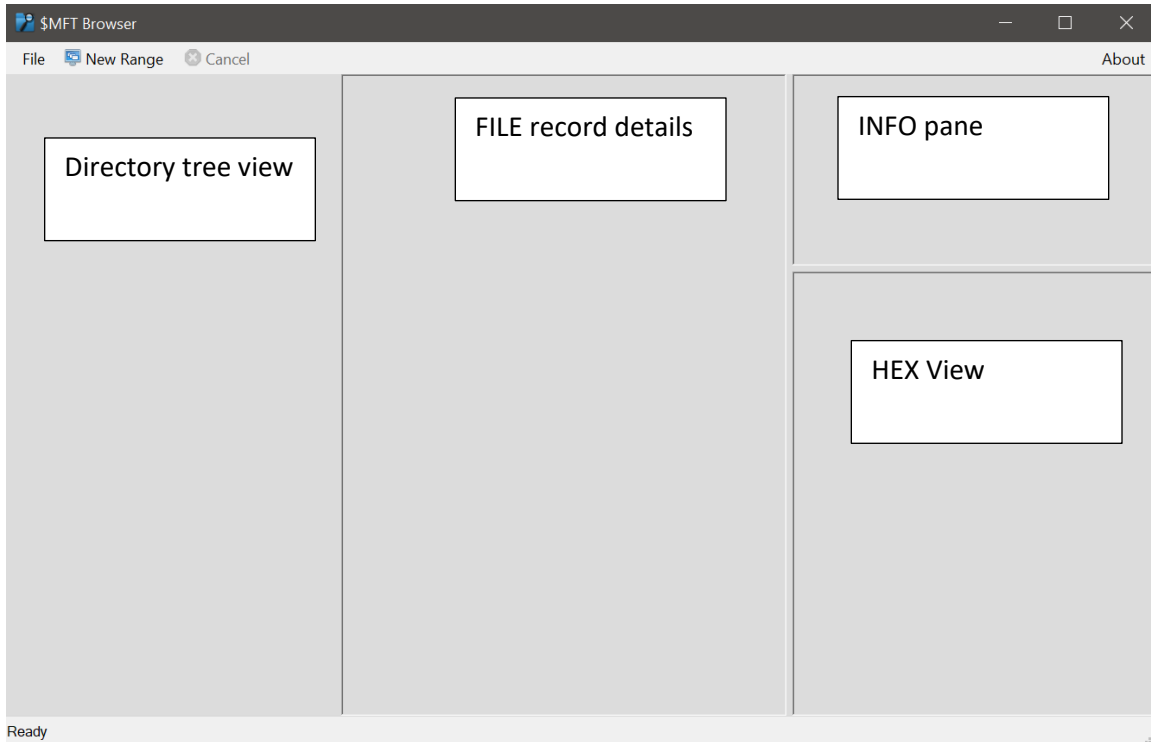 $MFT Browser
File New Range Cancel About
Directory tree view
FILE record details
INFO pane
HEX View
Ready